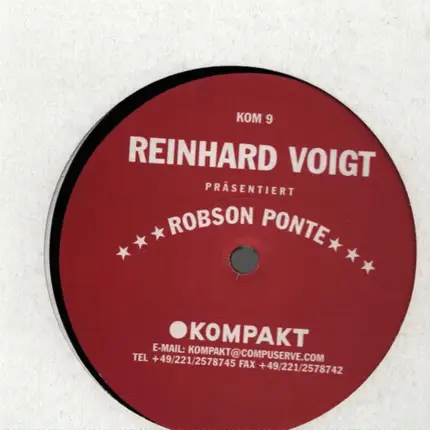 KOM 9
REINHARD VOIGT
PRÄSENTIERT
★★★ROBSON PONTE★★★
KOMPAKT
E-MAIL: KOMPAKT@COMPUSERVE.COM
TEL +49/221/2578745 FAX +49/221/2578742